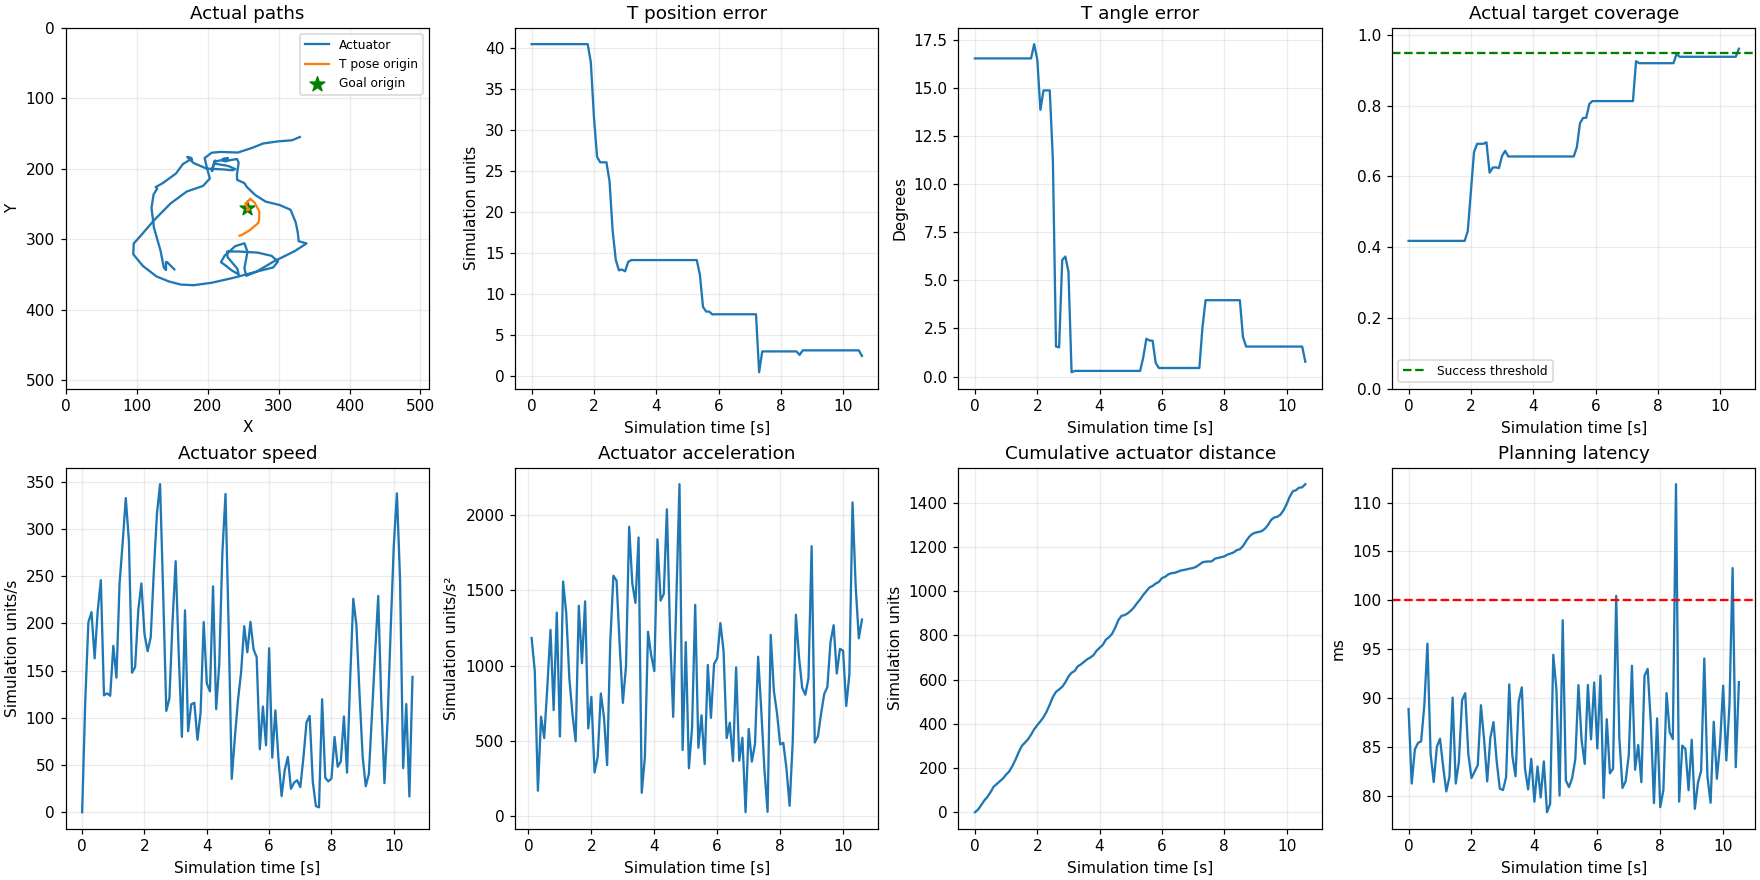 Actual paths
Y
0
100
200
300
400
500
Actuator
T pose origin
Goal origin
0 100 200 300 400 500
X
T position error
Simulation units
40
35
30
25
20
15
10
5
0
0 2 4 6 8 10
Simulation time [s]
T angle error
Degrees
17.5
15.0
12.5
10.0
7.5
5.0
2.5
0.0
0 2 4 6 8 10
Simulation time [s]
Actual target coverage
1.0
0.8
0.6
0.4
0.2
0.0
Success threshold
0 2 4 6 8 10
Simulation time [s]
Actuator speed
Simulation units/s
350
300
250
200
150
100
50
0
0 2 4 6 8 10
Simulation time [s]
Actuator acceleration
Simulation units/s²
2000
1500
1000
500
0
0 2 4 6 8 10
Simulation time [s]
Cumulative actuator distance
Simulation units
1400
1200
1000
800
600
400
200
0
0 2 4 6 8 10
Simulation time [s]
Planning latency
ms
110
105
100
95
90
85
80
0 2 4 6 8 10
Simulation time [s]